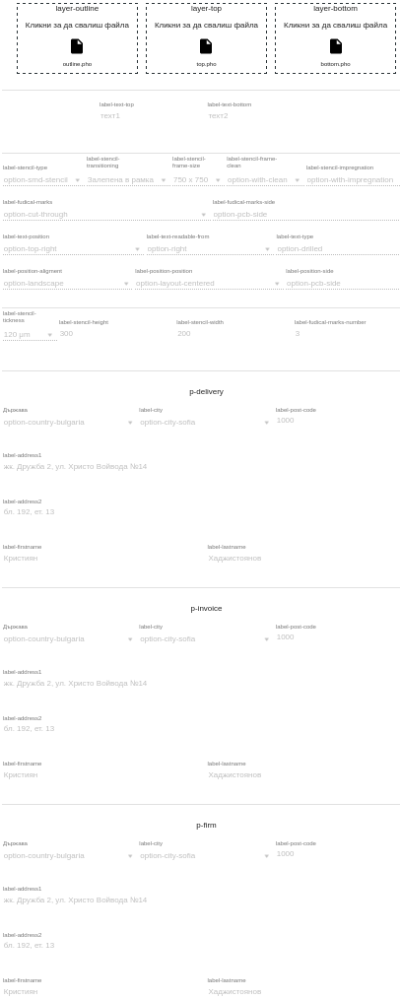 layer-outline layer-top layer-bottom
Кликни за да свалиш файла Кликни за да свалиш файла Кликни за да свалиш файла
outline.pho top.pho bottom.pho
label-text-top label-text-bottom
текст1 текст2
label-stencil-type label-stencil-transitioning label-stencil-frame-size label-stencil-frame-clean label-stencil-impregnation
option-smd-stencil Залепена в рамка 750 x 750 option-with-clean option-with-impregnation
label-fudical-marks label-fudical-marks-side
option-cut-through option-pcb-side
label-text-position label-text-readable-from label-text-type
option-top-right option-right option-drilled
label-position-aligment label-position-position label-position-side
option-landscape option-layout-centered option-pcb-side
label-stencil-tickness label-stencil-height label-stencil-width label-fudical-marks-number
120 μm 300 200 3
p-delivery
Държава label-city label-post-code
option-country-bulgaria option-city-sofia 1000
label-address1
жк. Дружба 2, ул. Христо Войвода №14
label-address2
бл. 192, ет. 13
label-firstname label-lastname
Кристиян Хаджистоянов
p-invoice
Държава label-city label-post-code
option-country-bulgaria option-city-sofia 1000
label-address1
жк. Дружба 2, ул. Христо Войвода №14
label-address2
бл. 192, ет. 13
label-firstname label-lastname
Кристиян Хаджистоянов
p-firm
Държава label-city label-post-code
option-country-bulgaria option-city-sofia 1000
label-address1
жк. Дружба 2, ул. Христо Войвода №14
label-address2
бл. 192, ет. 13
label-firstname label-lastname
Кристиян Хаджистоянов